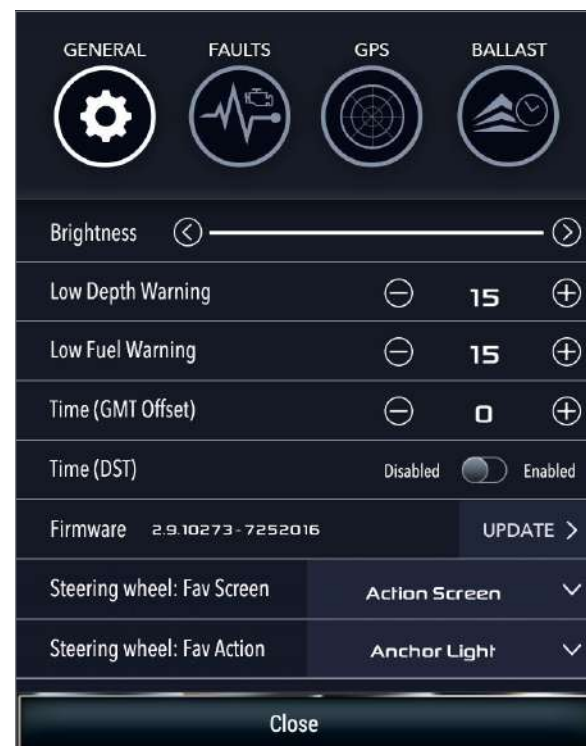 GENERAL FAULTS GPS BALLAST
Brightness
Low Depth Warning 15
Low Fuel Warning 15
Time (GMT Offset) 0
Time (DST) Disabled Enabled
Firmware 2.9.10273-7252016 UPDATE >
Steering wheel: Fav Screen Action Screen
Steering wheel: Fav Action Anchor Light
Close